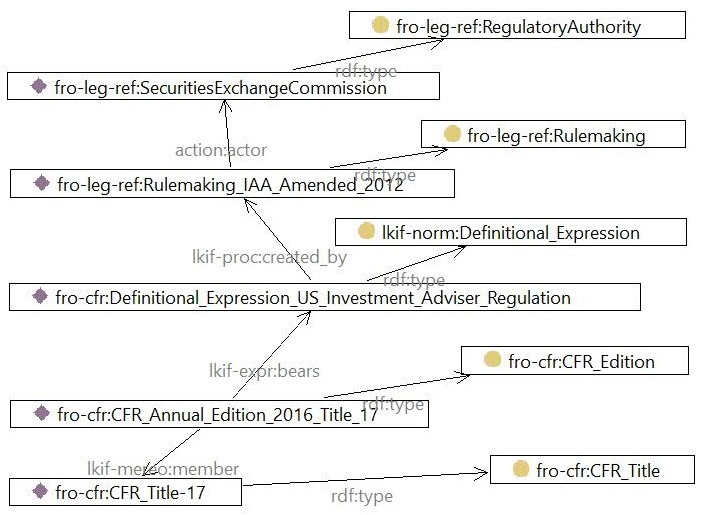 fro-leg-ref:RegulatoryAuthority
rdf:type
fro-leg-ref:SecuritiesExchangeCommission
action:actor
fro-leg-ref:Rulemaking
rdf:type
fro-leg-ref:Rulemaking_IAA_Amended_2012
lkif-norm:Definitional_Expression
lkif-proc:created_by
rdf:type
fro-cfr:Definitional_Expression_US_Investment_Adviser_Regulation
lkif-expr:bears
fro-cfr:CFR_Edition
rdf:type
fro-cfr:CFR_Annual_Edition_2016_Title_17
lkif-mereo:member
fro-cfr:CFR_Title
fro-cfr:CFR_Title-17
rdf:type